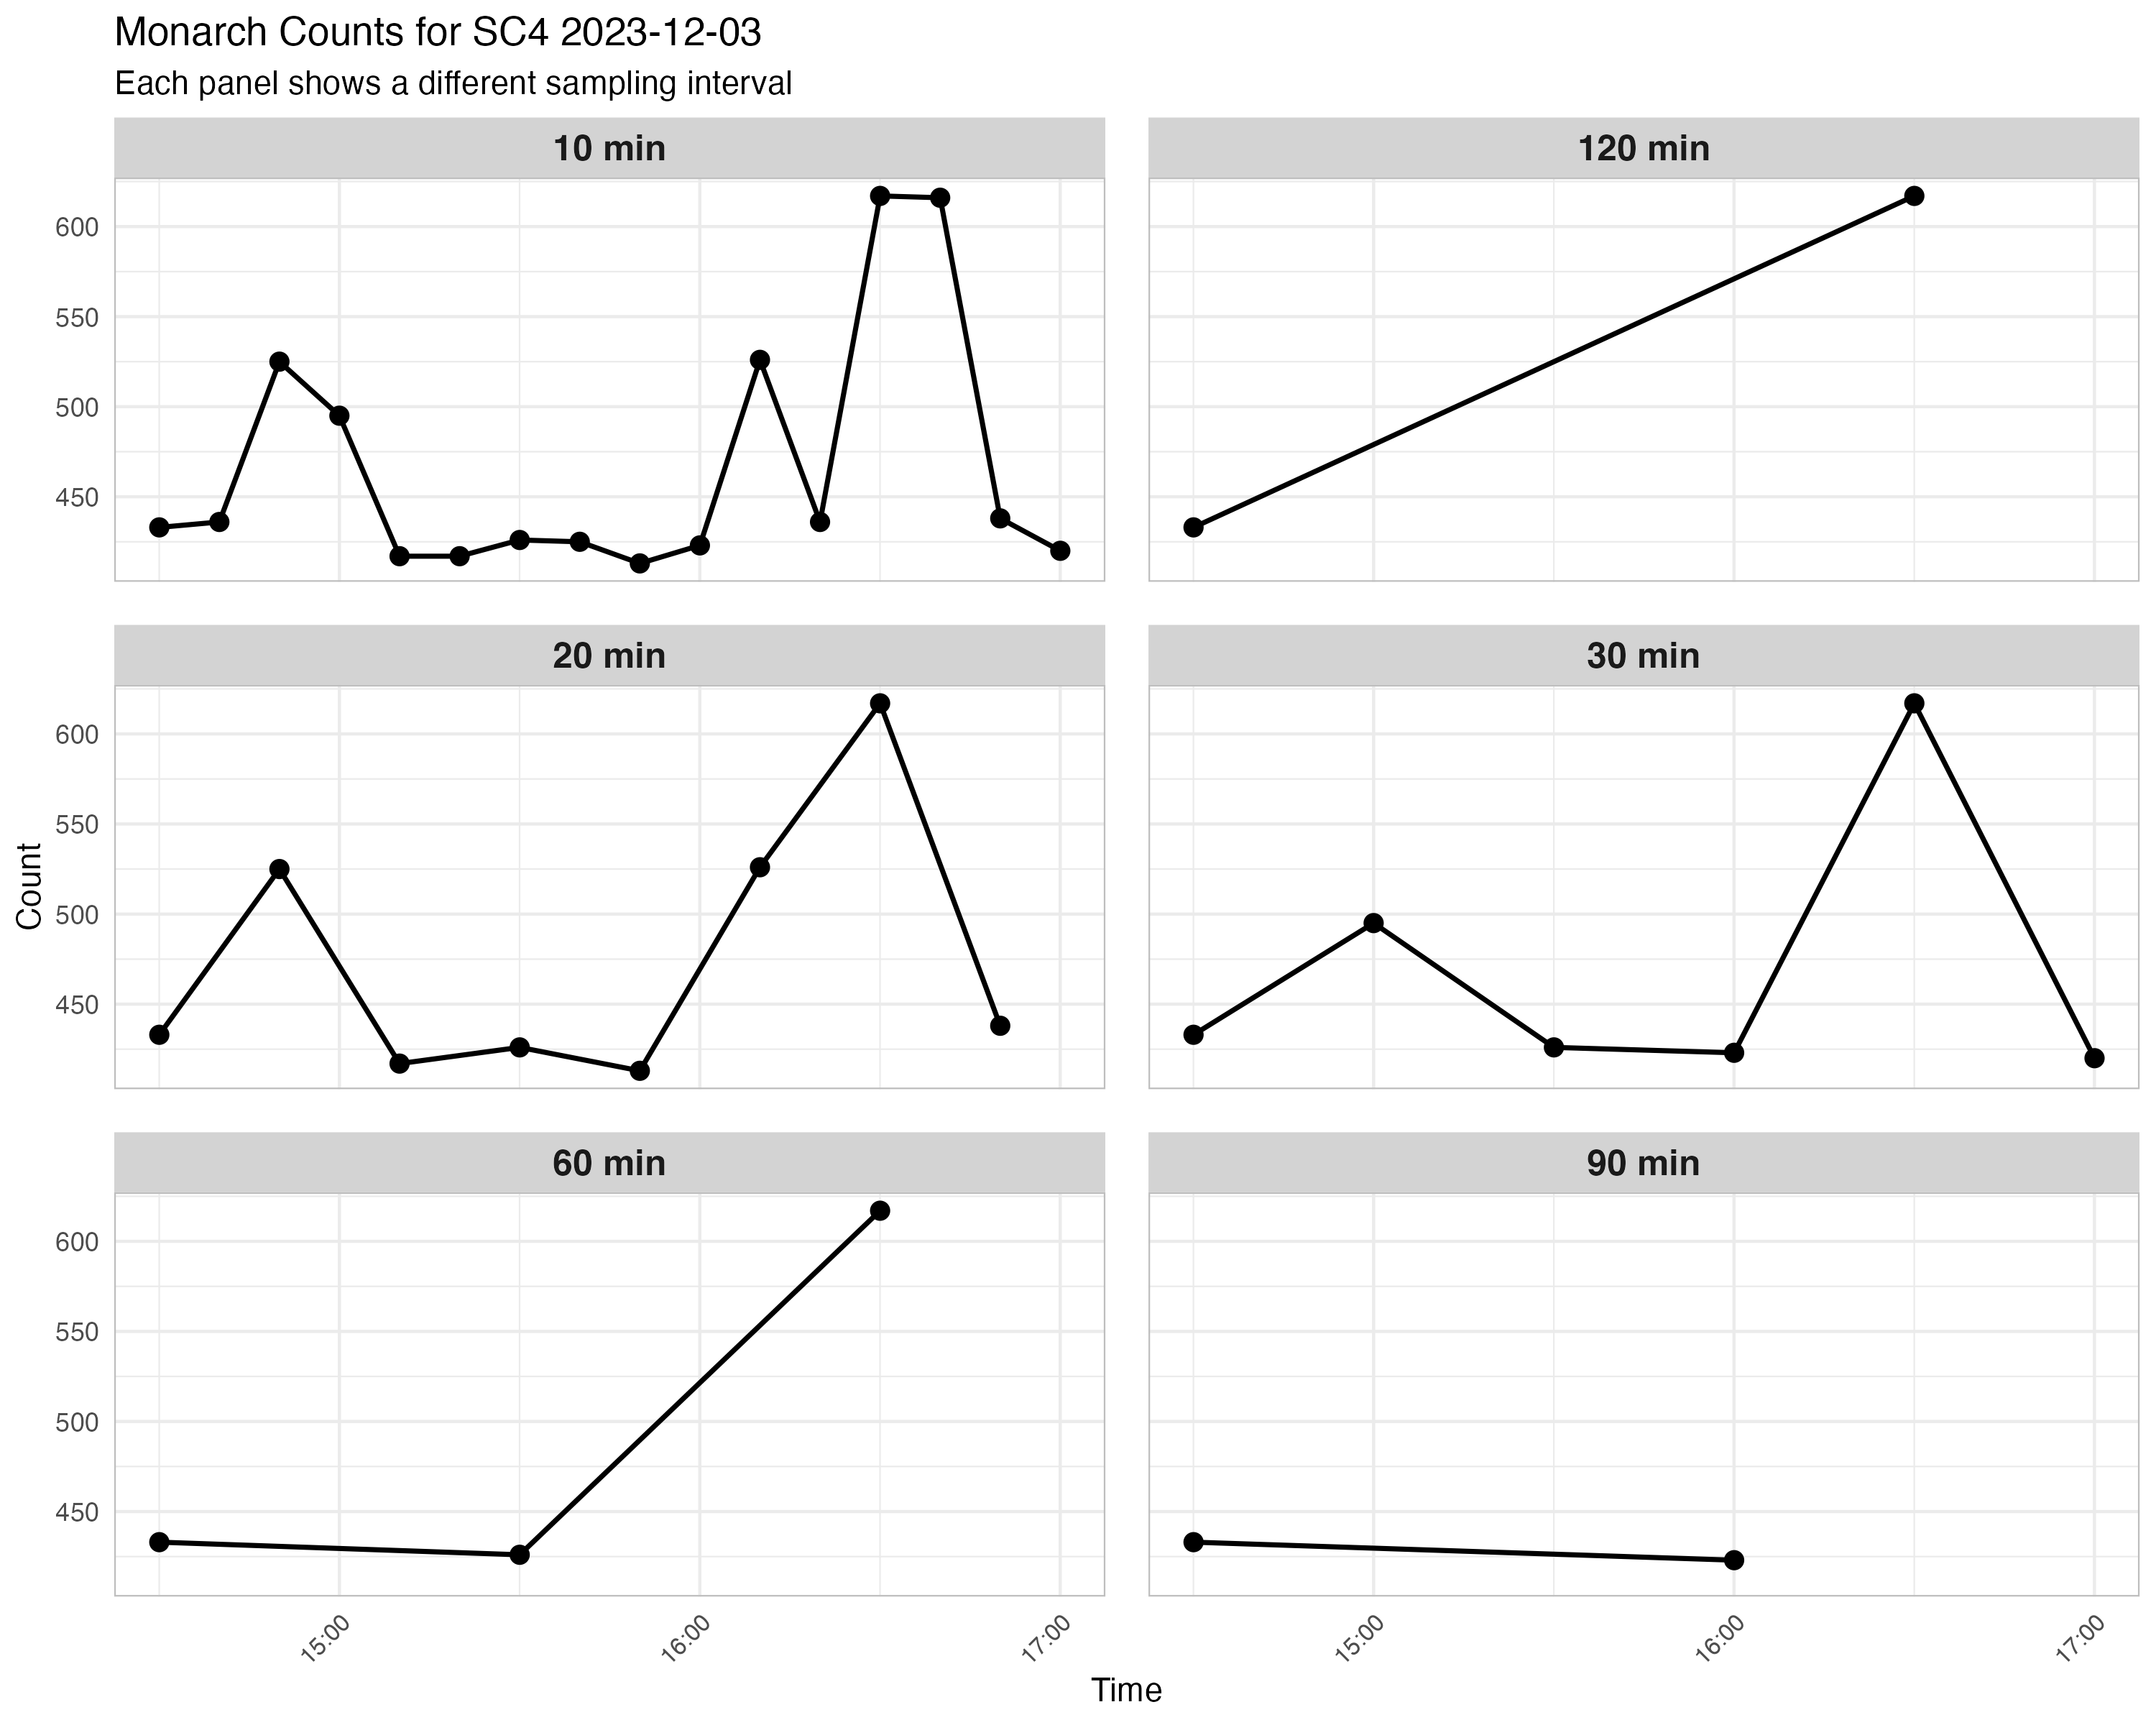 Monarch Counts for SC4 2023-12-03
Each panel shows a different sampling interval
10 min
120 min
600
550
500
450
20 min
30 min
600
550
500
450
Count
60 min
90 min
600
550
500
450
15:00
16:00
17:00
15:00
16:00
17:00
Time